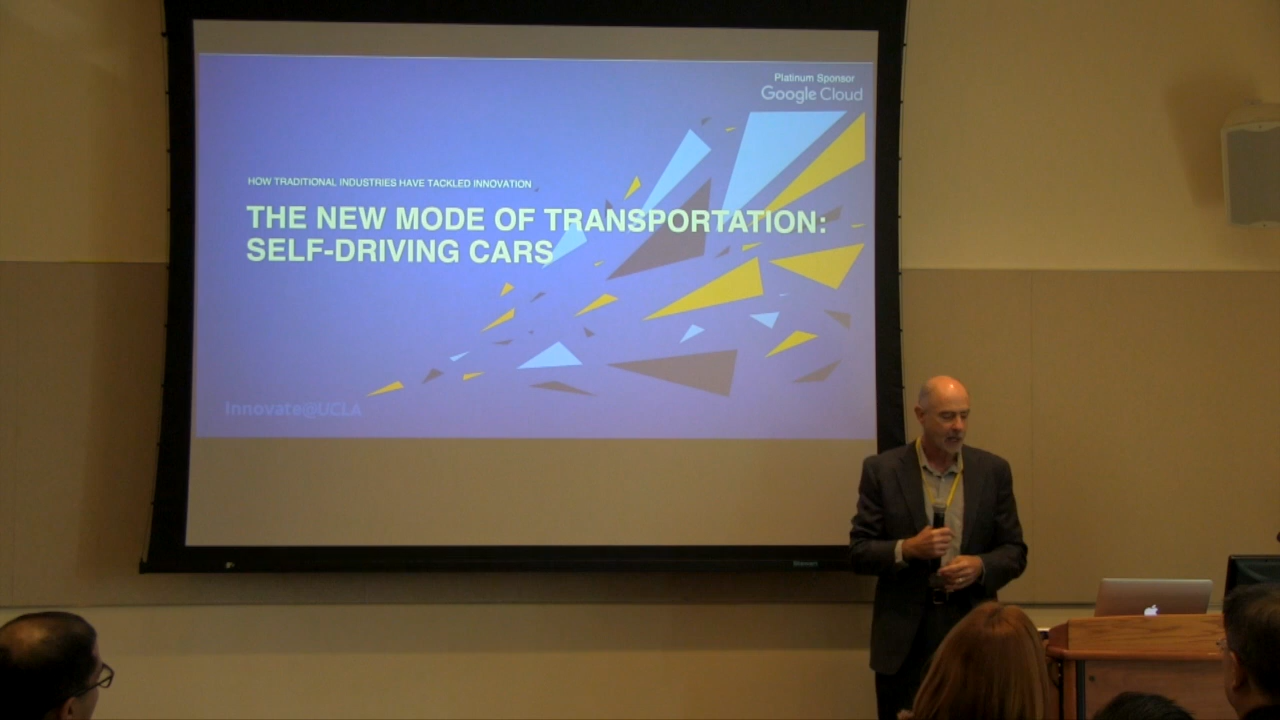 Platinum Sponsor
Google Cloud
HOW TRADITIONAL INDUSTRIES HAVE TACKLED INNOVATION
THE NEW MODE OF TRANSPORTATION:
SELF-DRIVING CARS
Innovate@UCLA
Stewart